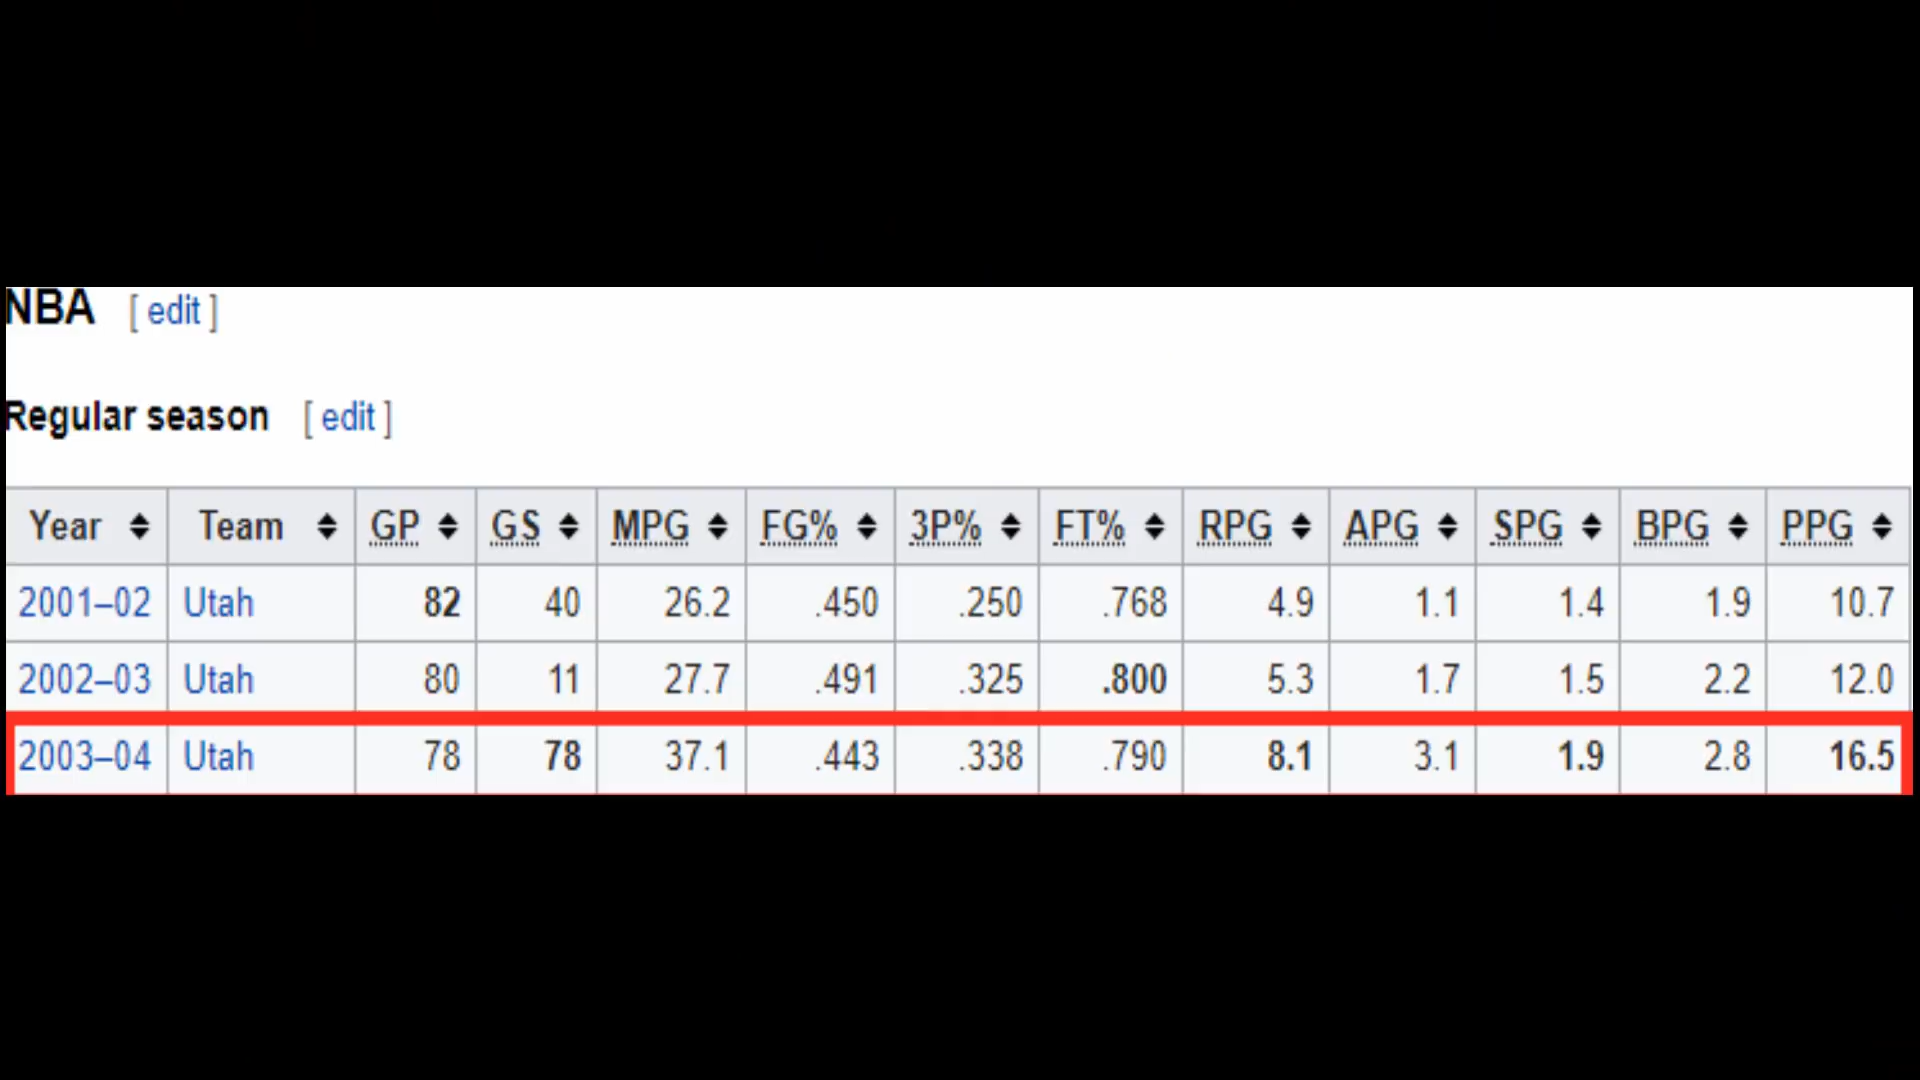 NBA [ edit ]
Regular season [ edit ]
Year Team GP GS MPG FG% 3P% FT% RPG APG SPG BPG PPG
2001–02 Utah 82 40 26.2 .450 .250 .768 4.9 1.1 1.4 1.9 10.7
2002–03 Utah 80 11 27.7 .491 .325 .800 5.3 1.7 1.5 2.2 12.0
2003–04 Utah 78 78 37.1 .443 .338 .790 8.1 3.1 1.9 2.8 16.5